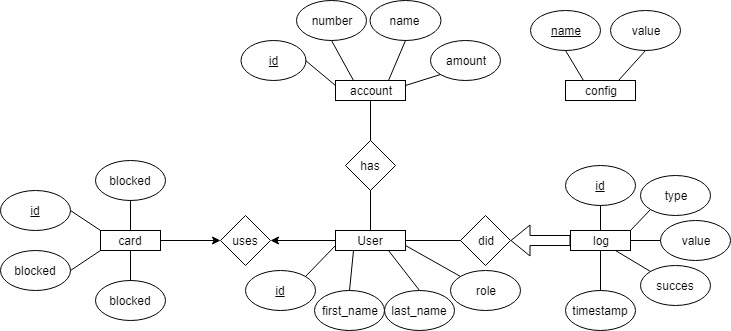 number
name
name
value
id
amount
account
config
has
blocked
id
type
id
card
uses
User
did
log
value
blocked
id
role
succes
blocked
first_name
last_name
timestamp